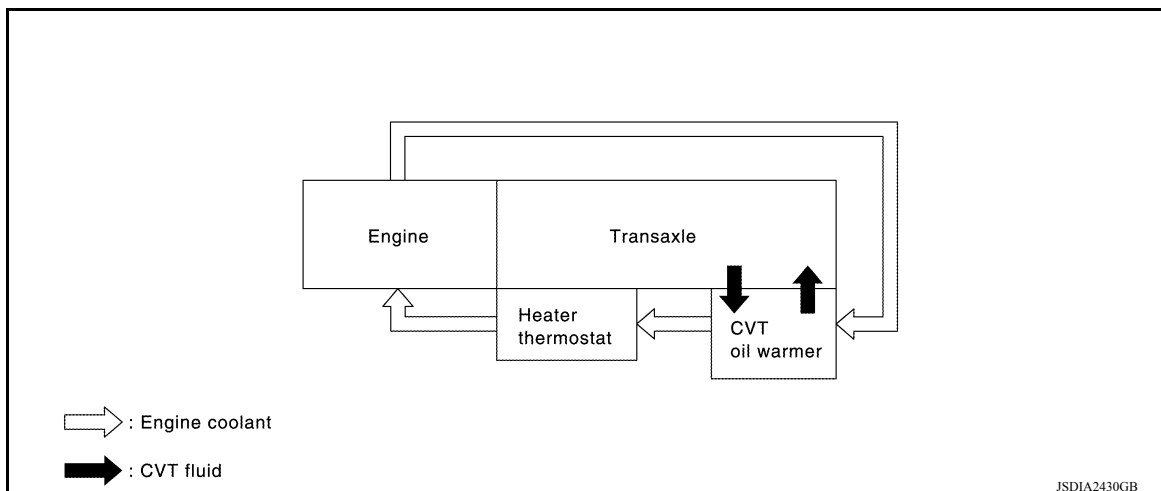 Engine
Transaxle
Heater
thermostat
CVT
oil warmer
: Engine coolant
: CVT fluid
JSDIA2430GB